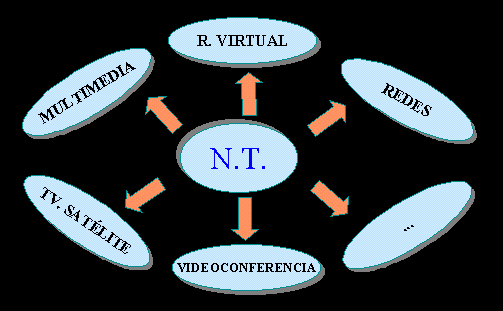 R. VIRTUAL
MULTIMEDIA
REDES
N.T.
TV. SATÉLITE
...
VIDEOCONFERENCIA